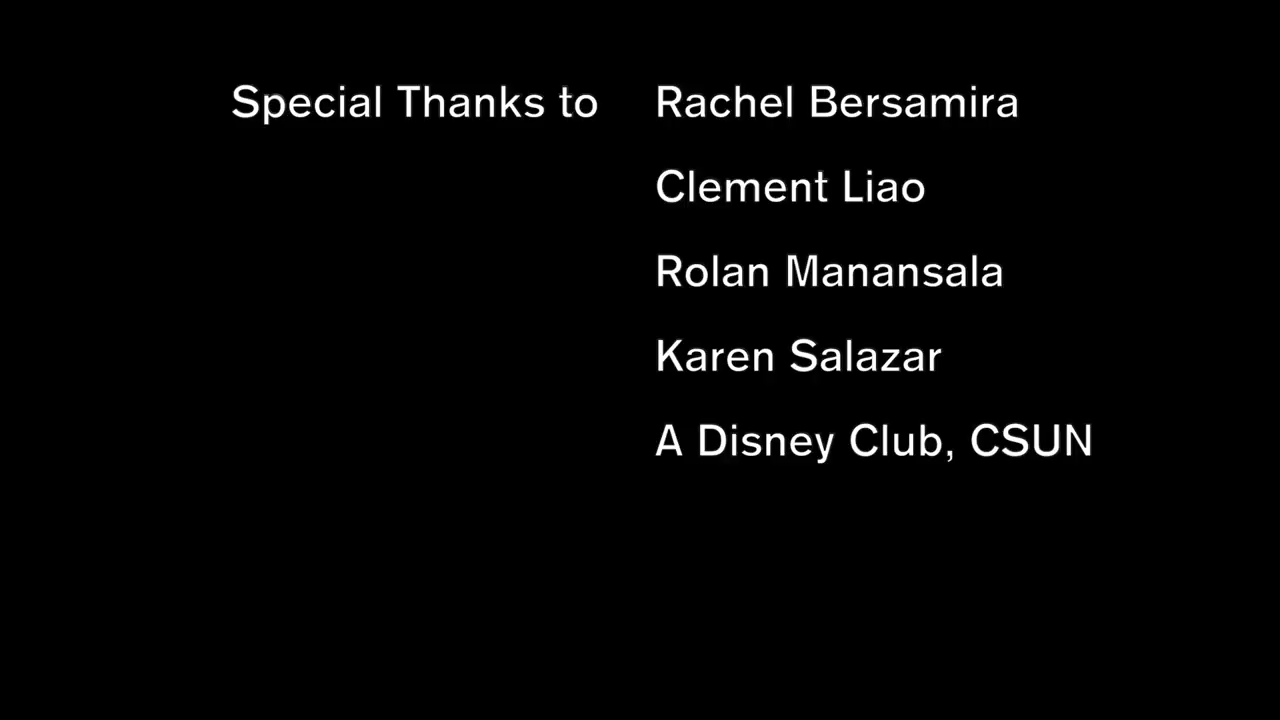 Special Thanks to Rachel Bersamira
Clement Liao
Rolan Manansala
Karen Salazar
A Disney Club, CSUN